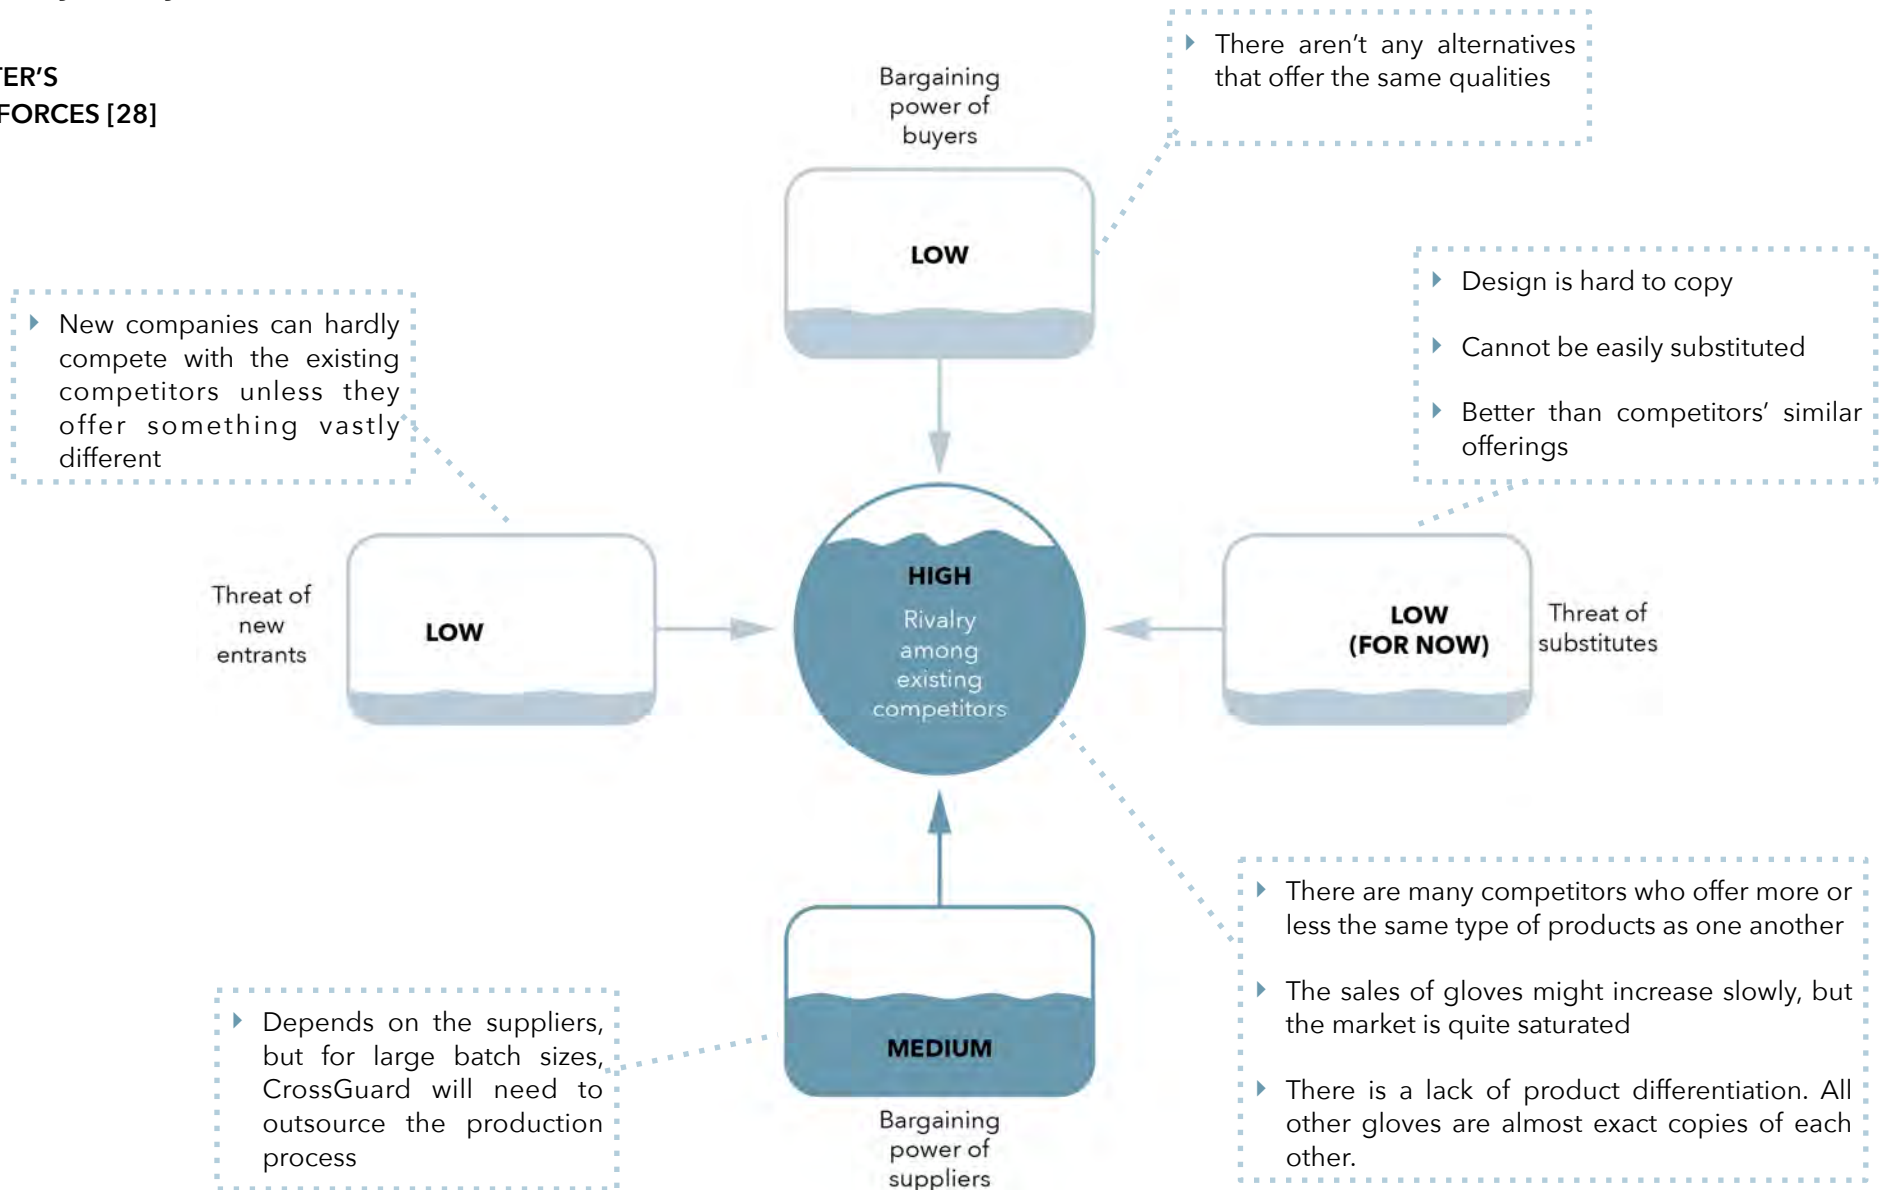 TER'S
FORCES [28]
Bargaining
power of
buyers
LOW
There aren't any alternatives
that offer the same qualities
New companies can hardly
compete with the existing
competitors unless they
offer something vastly
different
Design is hard to copy
Cannot be easily substituted
Better than competitors' similar
offerings
Threat of
new
entrants
LOW
HIGH
Rivalry
among
existing
competitors
LOW
(FOR NOW)
Threat of
substitutes
Depends on the suppliers,
but for large batch sizes,
CrossGuard will need to
outsource the production
process
MEDIUM
Bargaining
power of
suppliers
There are many competitors who offer more or
less the same type of products as one another
The sales of gloves might increase slowly, but
the market is quite saturated
There is a lack of product differentiation. All
other gloves are almost exact copies of each
other.